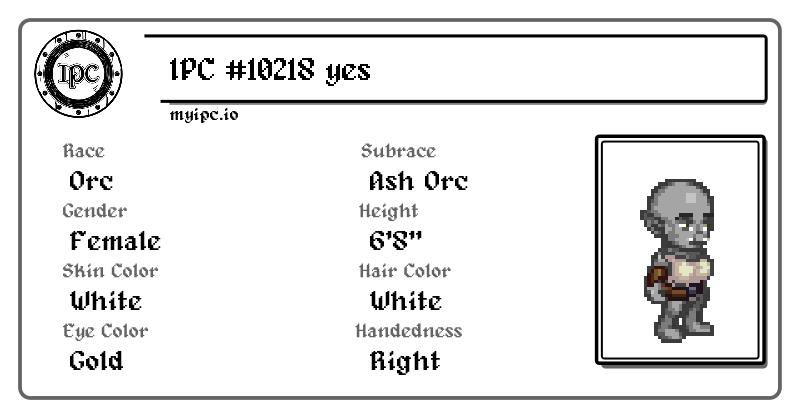 IPC
IPC #10218 yes
myipc.io
Race
Orc
Subrace
Ash Orc
Gender
Female
Height
6'8"
Skin Color
White
Hair Color
White
Eye Color
Gold
Handedness
Right